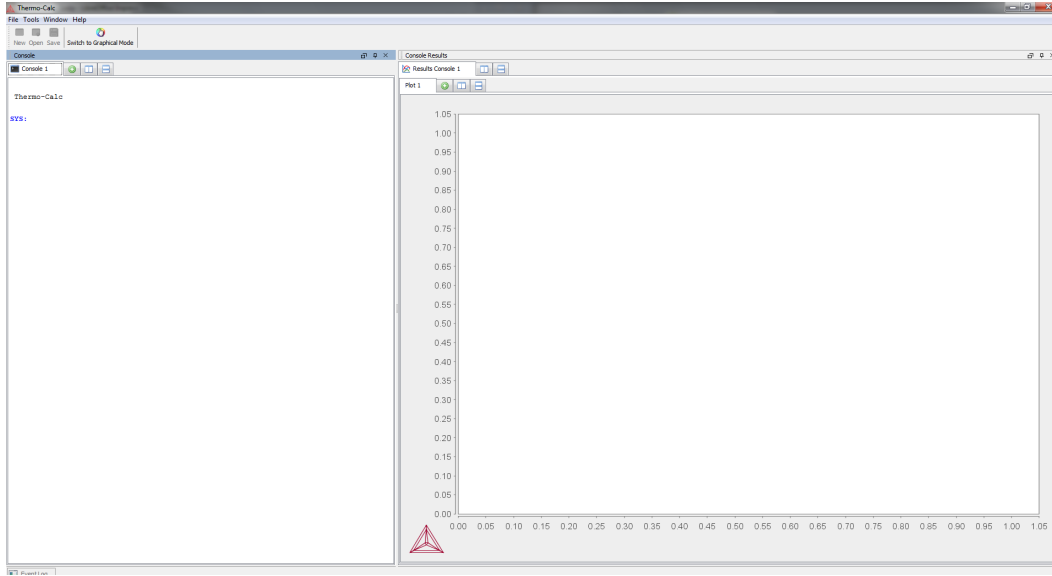 Thermo-Calc
File Tools Window Help
New Open Save Switch to Graphical Mode
Console
Console 1
Thermo-Calc
SYS:
Console Results
Results Console 1
Plot 1
1.05
1.00
0.95
0.90
0.85
0.80
0.75
0.70
0.65
0.60
0.55
0.50
0.45
0.40
0.35
0.30
0.25
0.20
0.15
0.10
0.05
0.00
0.00 0.05 0.10 0.15 0.20 0.25 0.30 0.35 0.40 0.45 0.50 0.55 0.60 0.65 0.70 0.75 0.80 0.85 0.90 0.95 1.00 1.05
Event Log